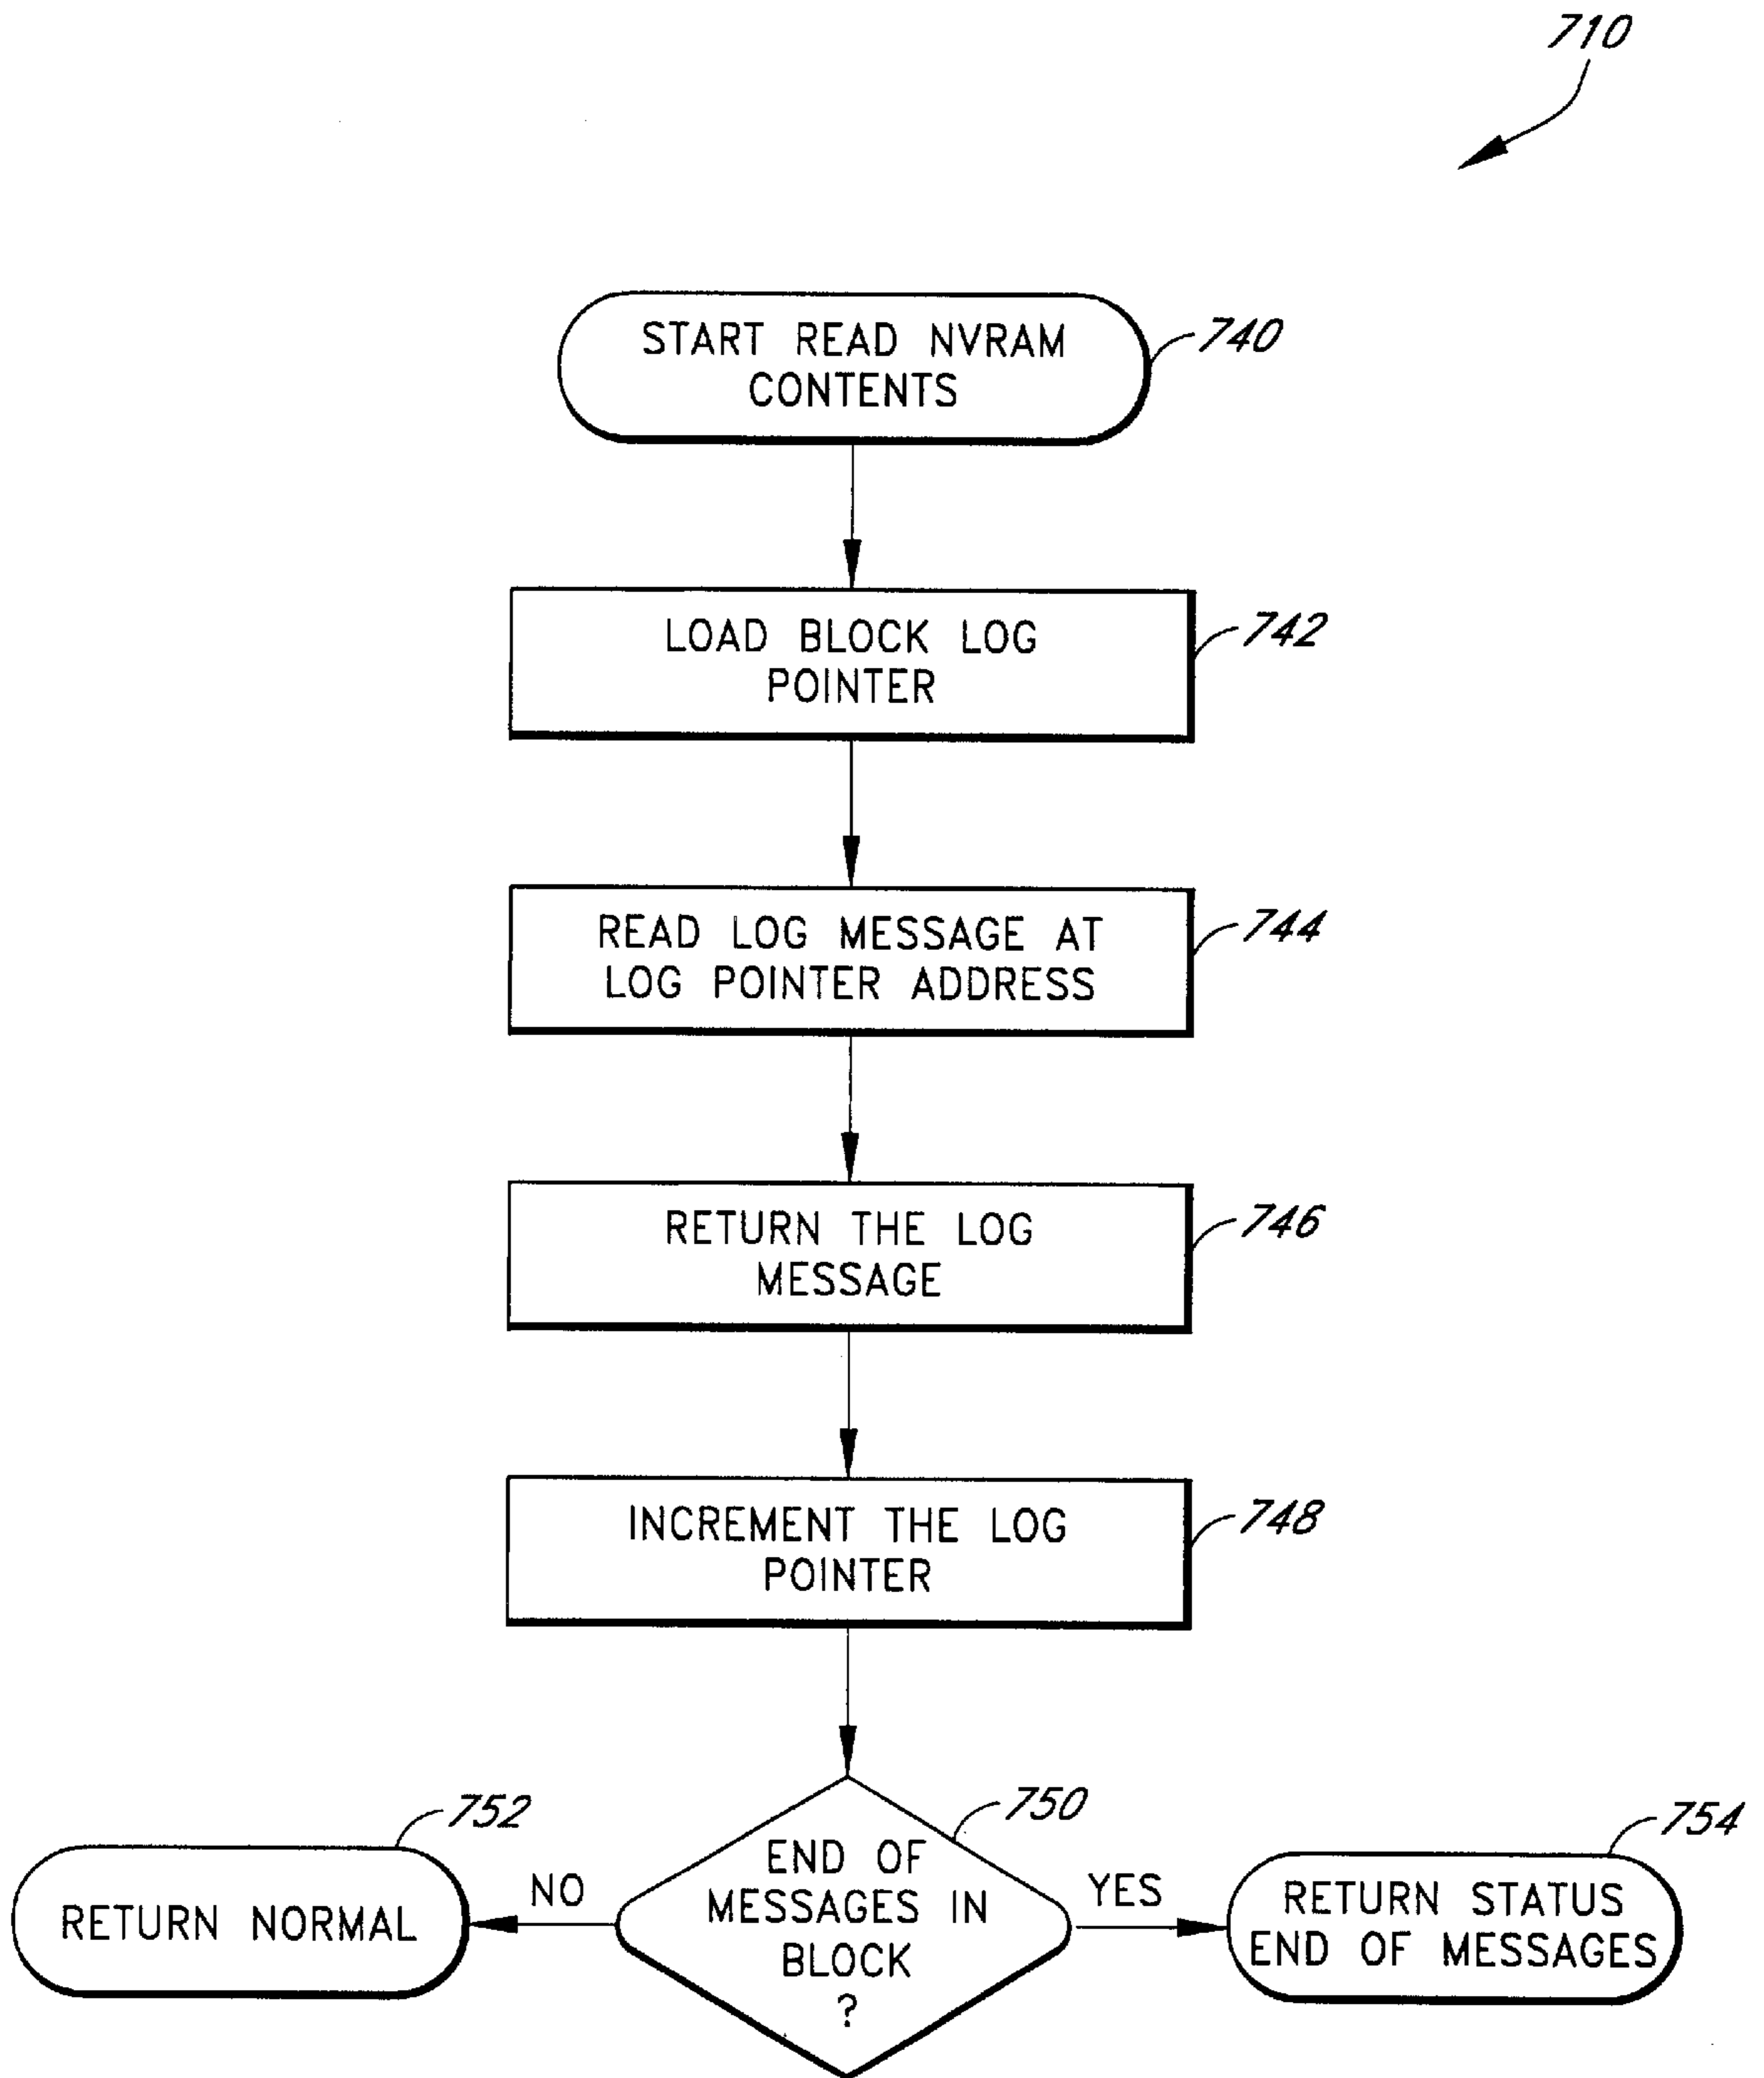 710
START READ NVRAM
CONTENTS
740
LOAD BLOCK LOG
POINTER
742
READ LOG MESSAGE AT
LOG POINTER ADDRESS
744
RETURN THE LOG
MESSAGE
746
INCREMENT THE LOG
POINTER
748
752
RETURN NORMAL
NO
750
END OF
MESSAGES IN
BLOCK
?
YES
754
RETURN STATUS
END OF MESSAGES